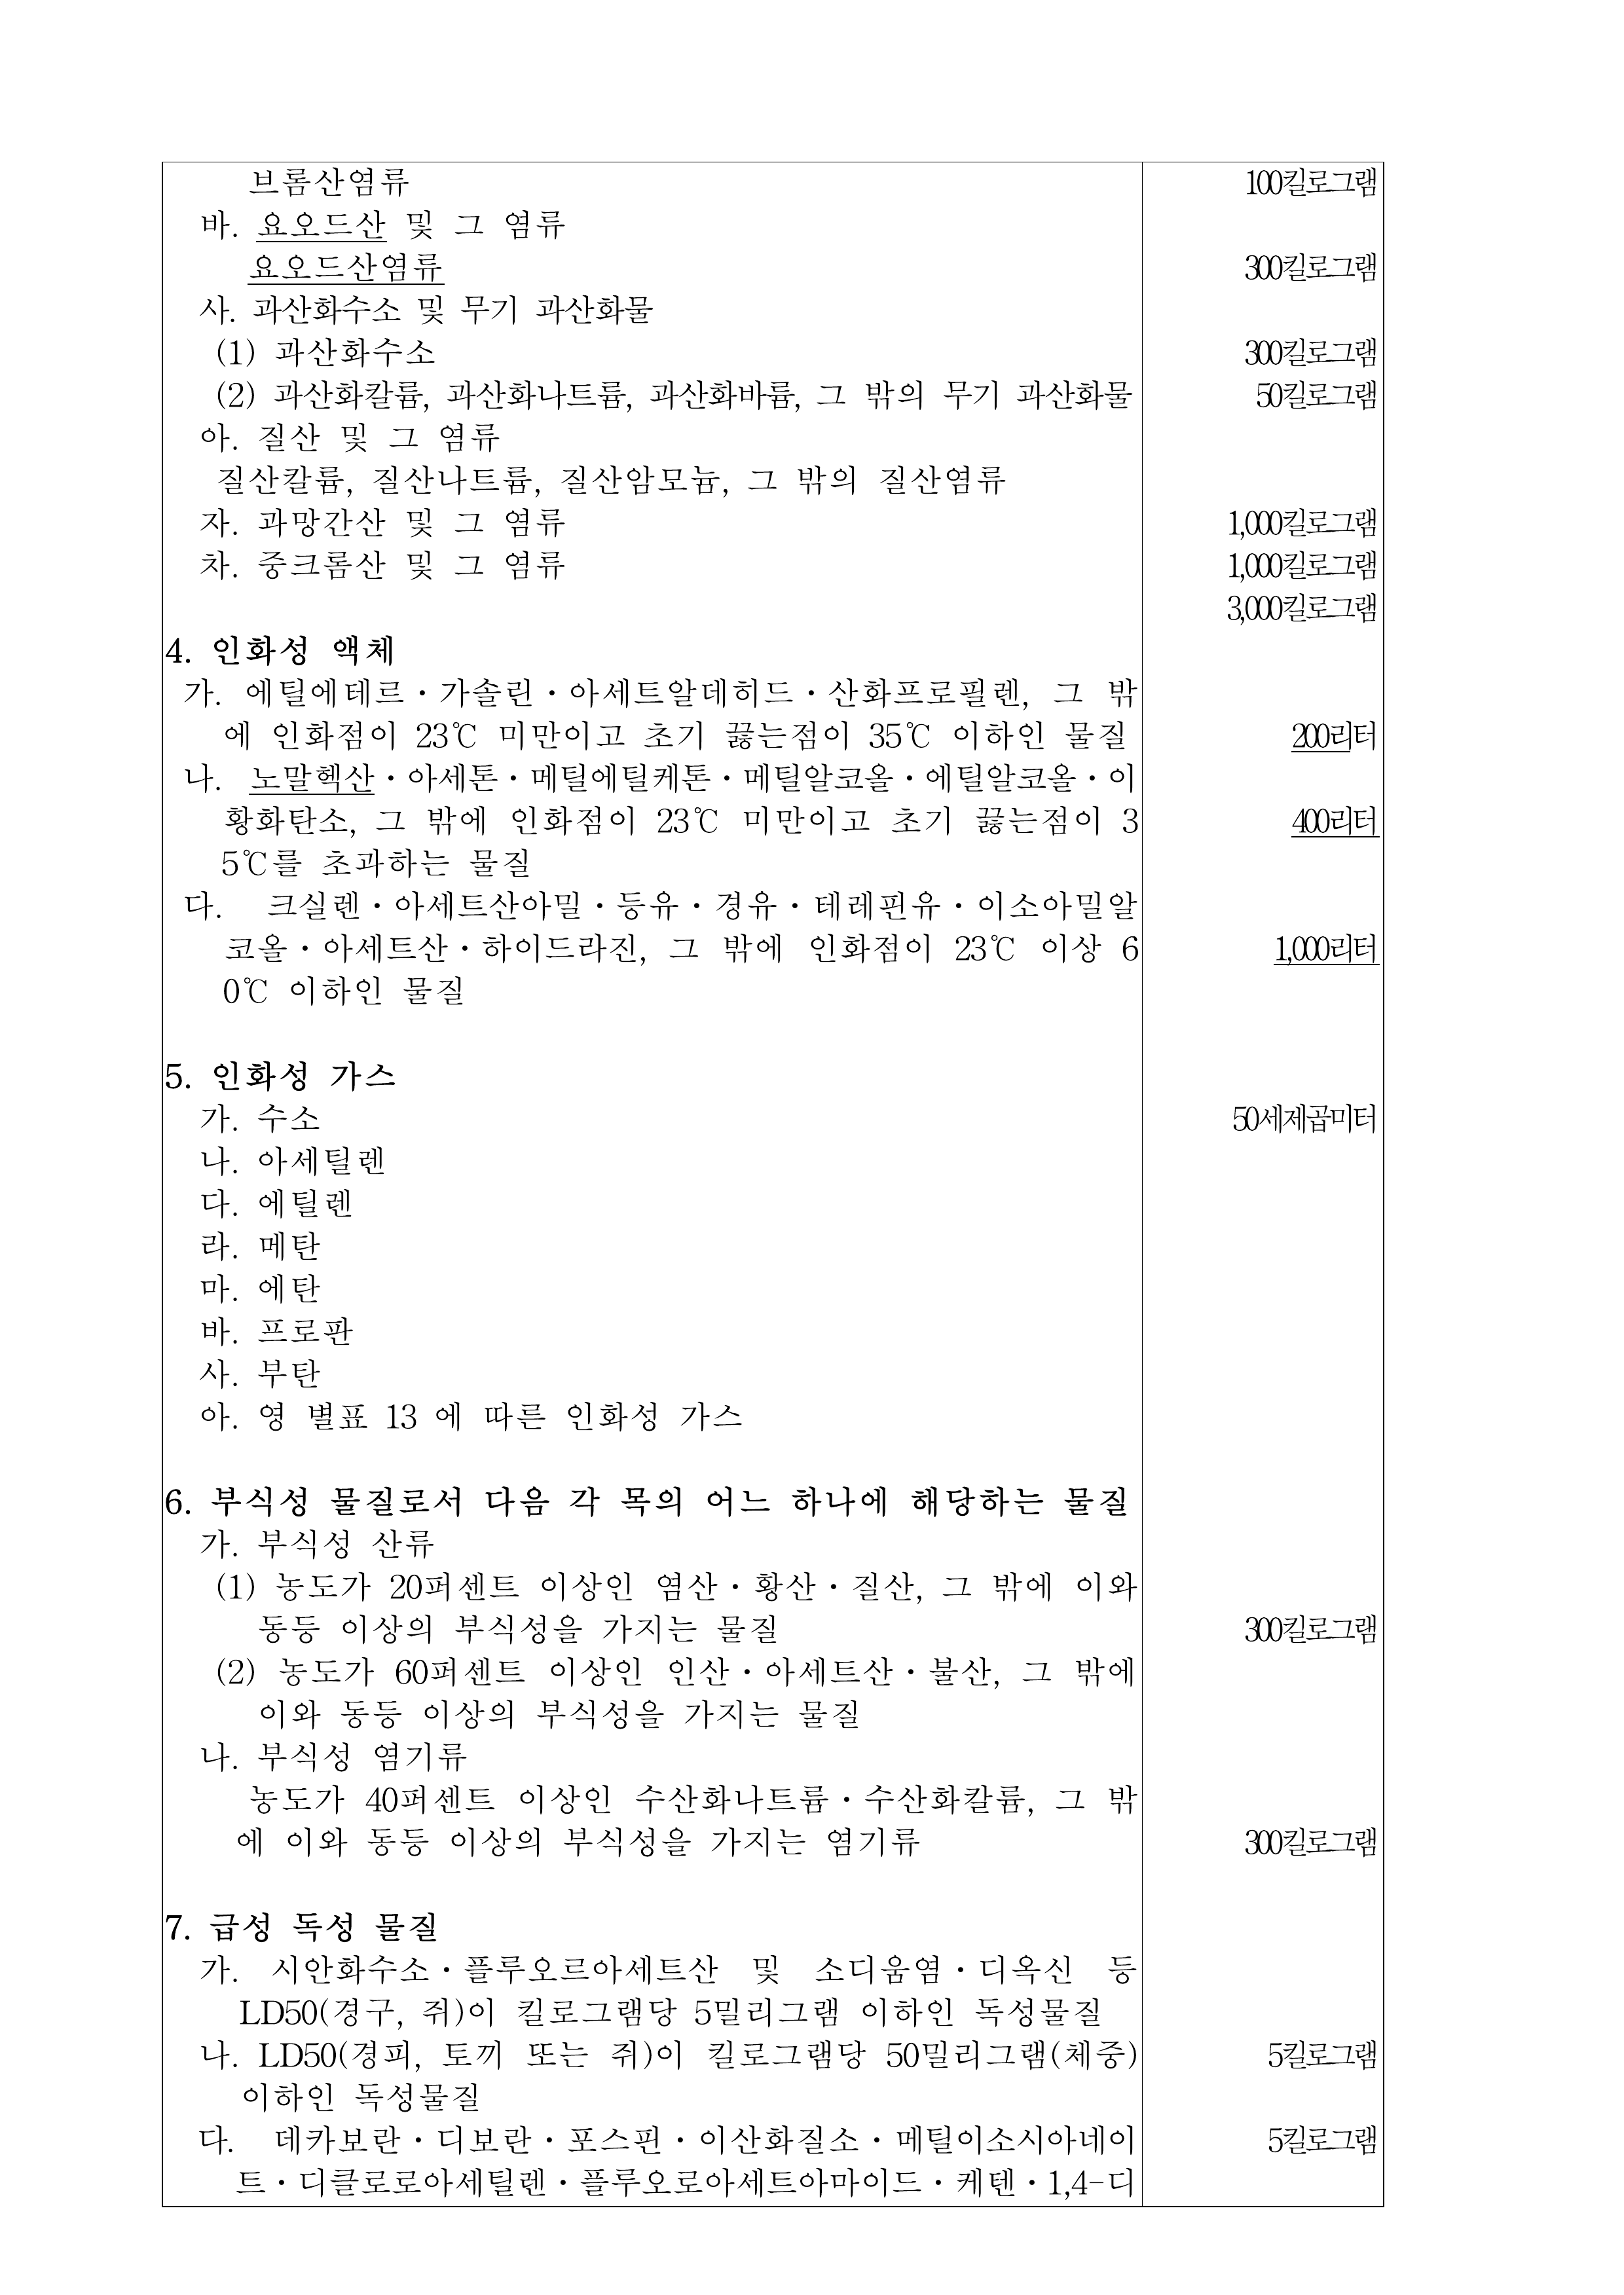 브롬산염류 100킬로그램
바. 요오드산 및 그 염류
요오드산염류 300킬로그램
사. 과산화수소 및 무기 과산화물
(1) 과산화수소 300킬로그램
(2) 과산화칼륨, 과산화나트륨, 과산화바륨, 그 밖의 무기 과산화물 50킬로그램
아. 질산 및 그 염류
질산칼륨, 질산나트륨, 질산암모늄, 그 밖의 질산염류
자. 과망간산 및 그 염류 1,000킬로그램
차. 중크롬산 및 그 염류 1,000킬로그램
3,000킬로그램
4. 인화성 액체
가. 에틸에테르·가솔린·아세트알데히드·산화프로필렌, 그 밖
에 인화점이 23℃ 미만이고 초기 끓는점이 35℃ 이하인 물질 200리터
나. 노말헥산·아세톤·메틸에틸케톤·메틸알코올·에틸알코올·이
황화탄소, 그 밖에 인화점이 23℃ 미만이고 초기 끓는점이 3 400리터
5℃를 초과하는 물질
다. 크실렌·아세트산아밀·등유·경유·테레핀유·이소아밀알
코올·아세트산·하이드라진, 그 밖에 인화점이 23℃ 이상 6 1,000리터
0℃ 이하인 물질
5. 인화성 가스
가. 수소 50세제곱미터
나. 아세틸렌
다. 에틸렌
라. 메탄
마. 에탄
바. 프로판
사. 부탄
아. 영 별표 13 에 따른 인화성 가스
6. 부식성 물질로서 다음 각 목의 어느 하나에 해당하는 물질
가. 부식성 산류
(1) 농도가 20퍼센트 이상인 염산·황산·질산, 그 밖에 이와
동등 이상의 부식성을 가지는 물질 300킬로그램
(2) 농도가 60퍼센트 이상인 인산·아세트산·불산, 그 밖에
이와 동등 이상의 부식성을 가지는 물질
나. 부식성 염기류
농도가 40퍼센트 이상인 수산화나트륨·수산화칼륨, 그 밖
에 이와 동등 이상의 부식성을 가지는 염기류 300킬로그램
7. 급성 독성 물질
가. 시안화수소·플루오르아세트산 및 소디움염·디옥신 등
LD50(경구, 쥐)이 킬로그램당 5밀리그램 이하인 독성물질
나. LD50(경피, 토끼 또는 쥐)이 킬로그램당 50밀리그램(체중) 5킬로그램
이하인 독성물질
다. 데카보란·디보란·포스핀·이산화질소·메틸이소시아네이 5킬로그램
트·디클로로아세틸렌·플루오로아세트아마이드·케텐·1,4-디